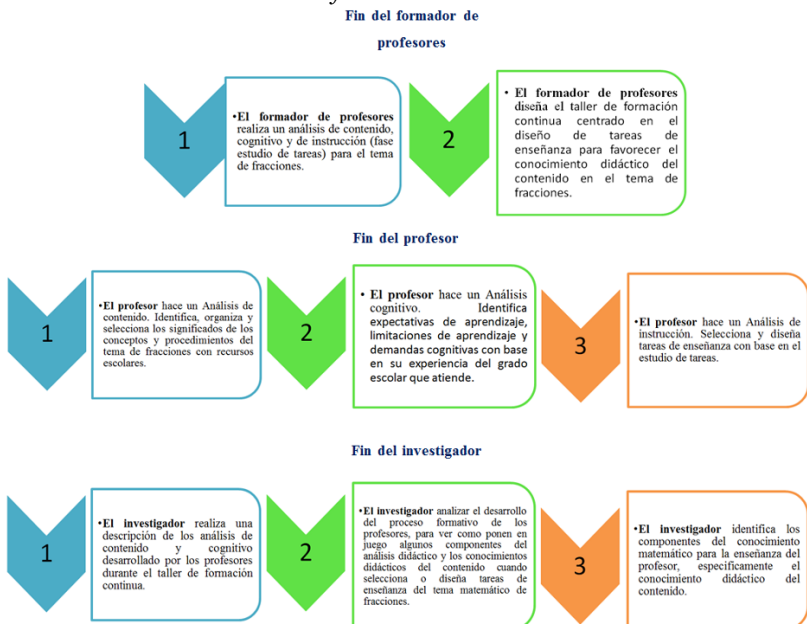 Fin del formador de
profesores
1
•El formador de profesores
realiza un análisis de contenido,
cognitivo y de instrucción (fase
estudio de tareas) para el tema
de fracciones.
2
• El formador de profesores
diseña el taller de formación
continua centrado en el
diseño de tareas de
enseñanza para favorecer el
conocimiento didáctico del
contenido en el tema de
fracciones.
Fin del profesor
1
•El profesor hace un Análisis de
contenido. Identifica, organiza y
selecciona los significados de los
conceptos y procedimientos del
tema de fracciones con recursos
escolares.
2
• El profesor hace un Análisis
cognitivo. Identifica
expectativas de aprendizaje,
limitaciones de aprendizaje y
demandas cognitivas con base
en su experiencia del grado
escolar que atiende.
3
•El profesor hace un Análisis de
instrucción. Selecciona y diseña
tareas de enseñanza con base en el
estudio de tareas.
Fin del investigador
1
•El investigador realiza una
descripción de los análisis de
contenido y cognitivo
desarrollado por los profesores
durante el taller de formación
continua.
2
•El investigador analizar el desarrollo
del proceso formativo de los
profesores, para ver como ponen en
juego algunos componentes del
análisis didáctico y los conocimientos
didácticos del contenido cuando
selecciona o diseña tareas de
enseñanza del tema matemático de
fracciones.
3
•El investigador identifica los
componentes del conocimiento
matemático para la enseñanza del
profesor, específicamente el
conocimiento didáctico del
contenido.